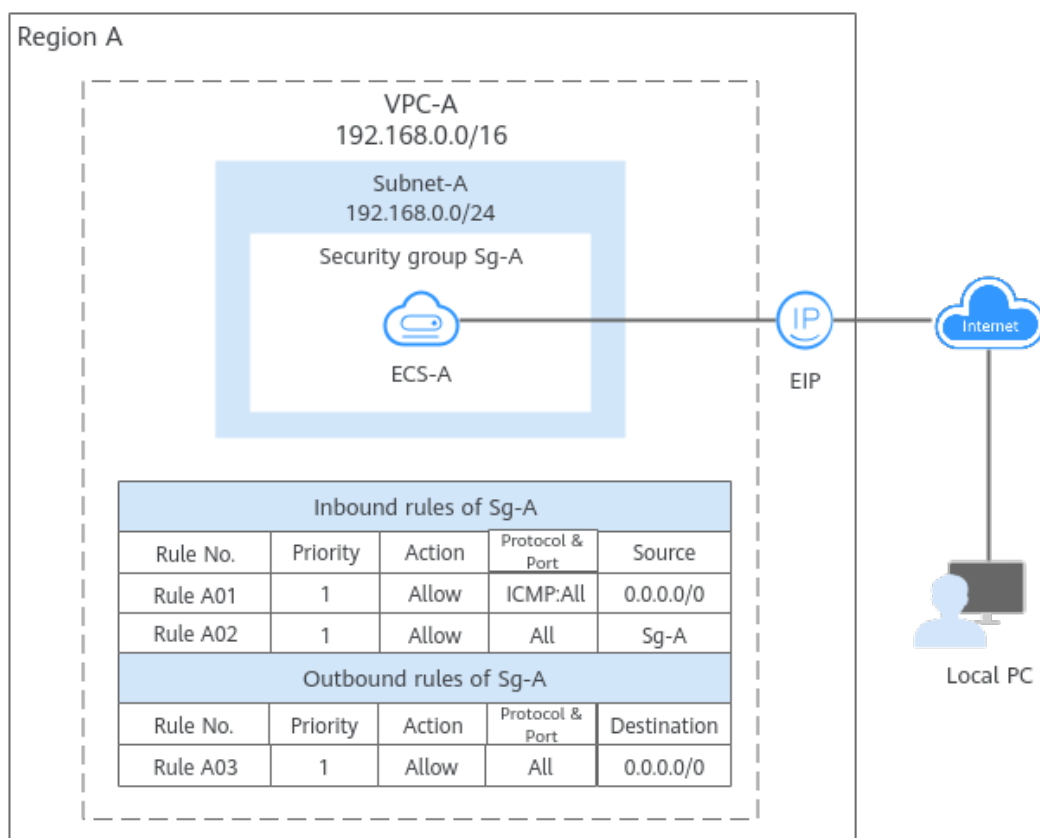 Region A
VPC-A
192.168.0.0/16
Subnet-A
192.168.0.0/24
Security group Sg-A
ECS-A
IP
EIP
Internet
Local PC
Inbound rules of Sg-A
Rule No. Priority Action Protocol & Port Source
Rule A01 1 Allow ICMP:All 0.0.0.0/0
Rule A02 1 Allow All Sg-A
Outbound rules of Sg-A
Rule No. Priority Action Protocol & Port Destination
Rule A03 1 Allow All 0.0.0.0/0